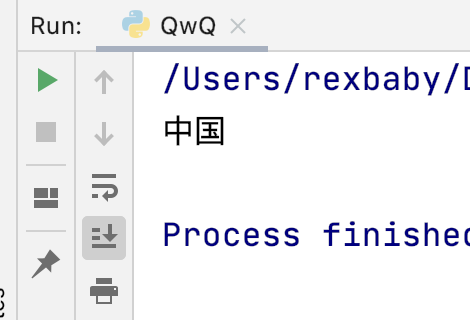 Run: QwQ
/Users/rexbaby/
中国
Process finished